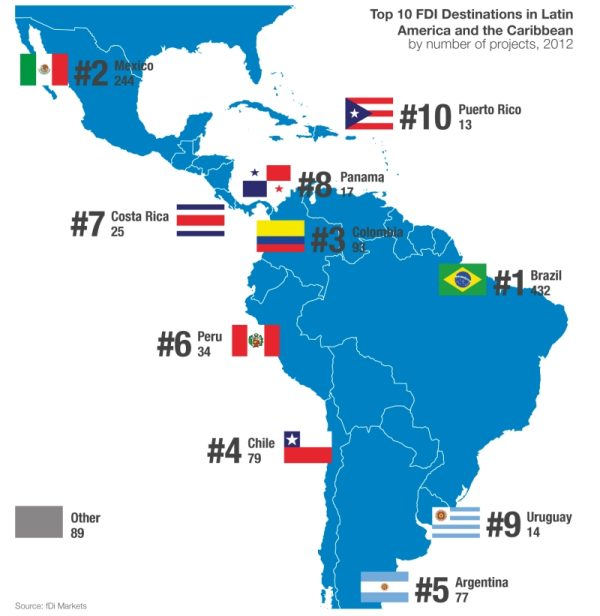 Top 10 FDI Destinations in Latin
America and the Caribbean
by number of projects, 2012
#2 Mexico
244
#10 Puerto Rico
13
#8 Panama
17
#7 Costa Rica
25
#3 Colombia
93
#1 Brazil
432
#6 Peru
34
#4 Chile
79
Other
89
#9 Uruguay
14
#5 Argentina
77
Source: fDi Markets